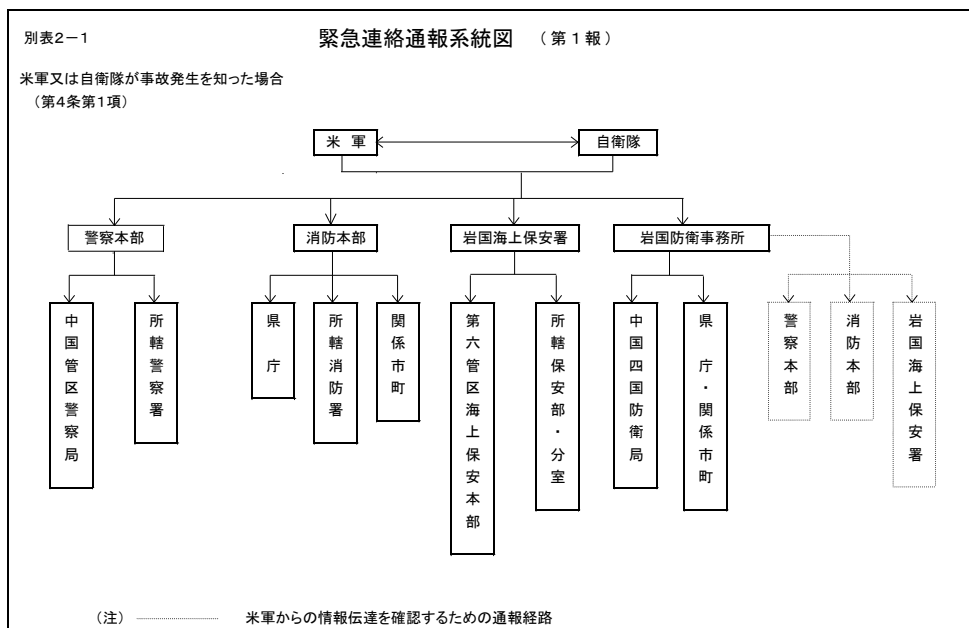 別表2－1
緊急連絡通報系統図 （第１報）
米軍又は自衛隊が事故発生を知った場合
（第4条第1項）
米 軍
自衛隊
警察本部
消防本部
岩国海上保安署
岩国防衛事務所
中国管区警察局
所轄警察署
県 庁
所轄消防署
関係市町
第六管区海上保安本部
所轄保安部・分室
中国四国防衛局
県 庁・関係市町
警察本部
消防本部
岩国海上保安署
（注） 米軍からの情報伝達を確認するための通報経路